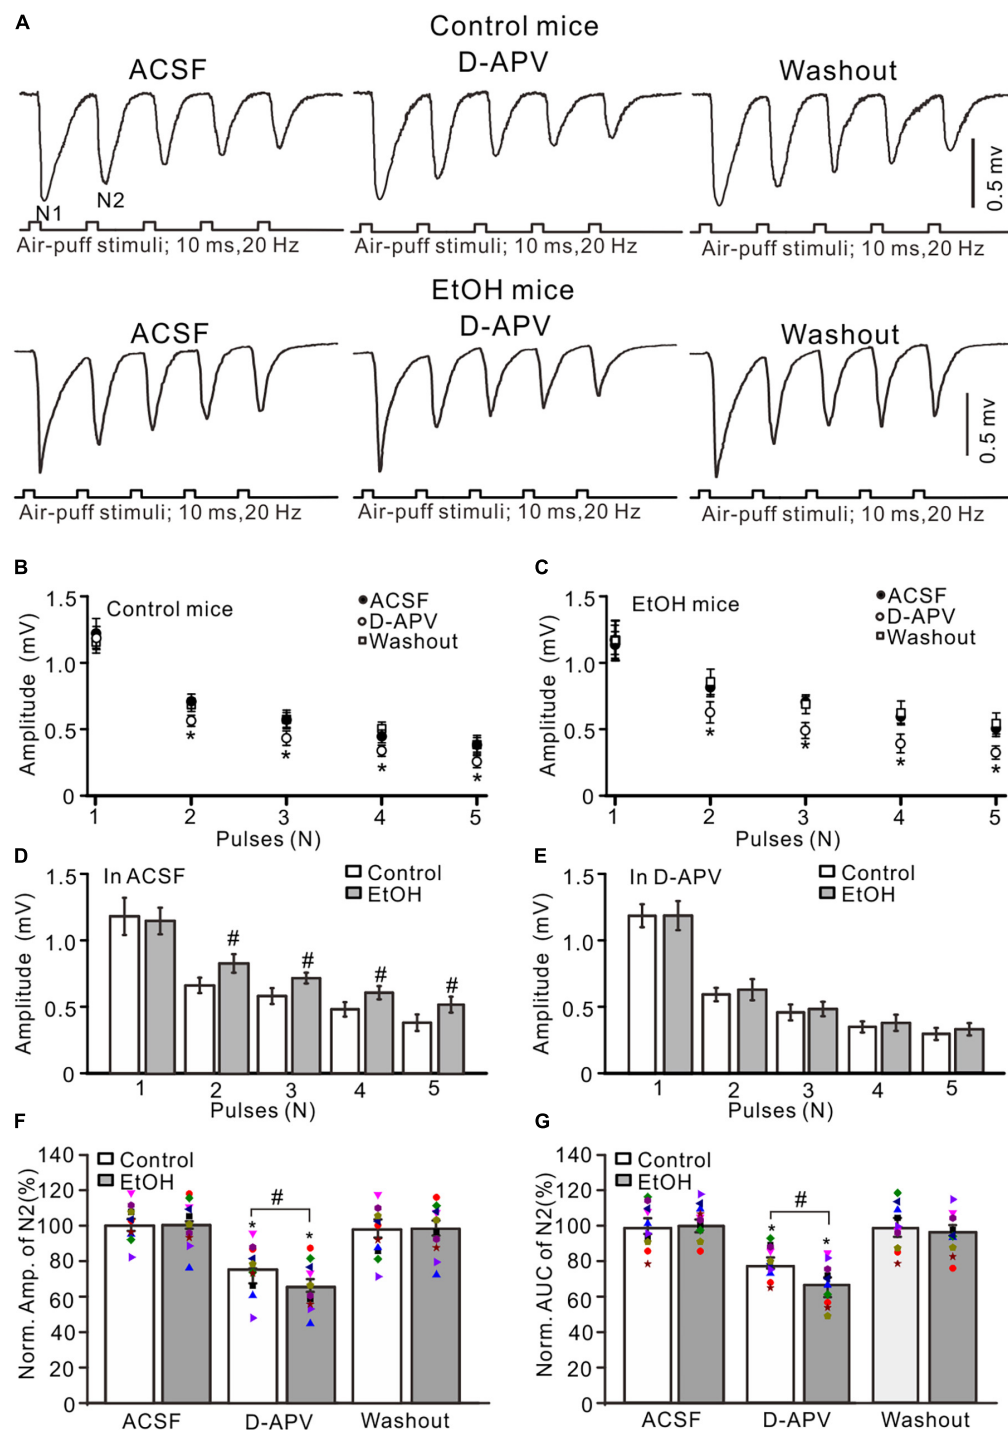 A
Control mice
ACSF
D-APV
Washout
N1
N2
0.5 mv
Air-puff stimuli; 10 ms,20 Hz
Air-puff stimuli; 10 ms,20 Hz
Air-puff stimuli; 10 ms,20 Hz
EtOH mice
ACSF
D-APV
Washout
0.5 mv
Air-puff stimuli; 10 ms,20 Hz
Air-puff stimuli; 10 ms,20 Hz
Air-puff stimuli; 10 ms,20 Hz
B
Control mice
ACSF
D-APV
Washout
Amplitude (mV)
1.5
1.0
0.5
0
* * * *
1 2 3 4 5
Pulses (N)
C
EtOH mice
ACSF
D-APV
Washout
Amplitude (mV)
1.5
1.0
0.5
0
* * * *
1 2 3 4 5
Pulses (N)
D
In ACSF
Control
EtOH
Amplitude (mV)
1.5
1.0
0.5
0
# # # #
1 2 3 4 5
Pulses (N)
E
In D-APV
Control
EtOH
Amplitude (mV)
1.5
1.0
0.5
0
1 2 3 4 5
Pulses (N)
F
Control
EtOH
Norm. Amp. of N2(%)
140
120
100
80
60
40
20
0
#
* *
ACSF D-APV Washout
G
Control
EtOH
Norm. AUC of N2(%)
140
120
100
80
60
40
20
0
#
* *
ACSF D-APV Washout